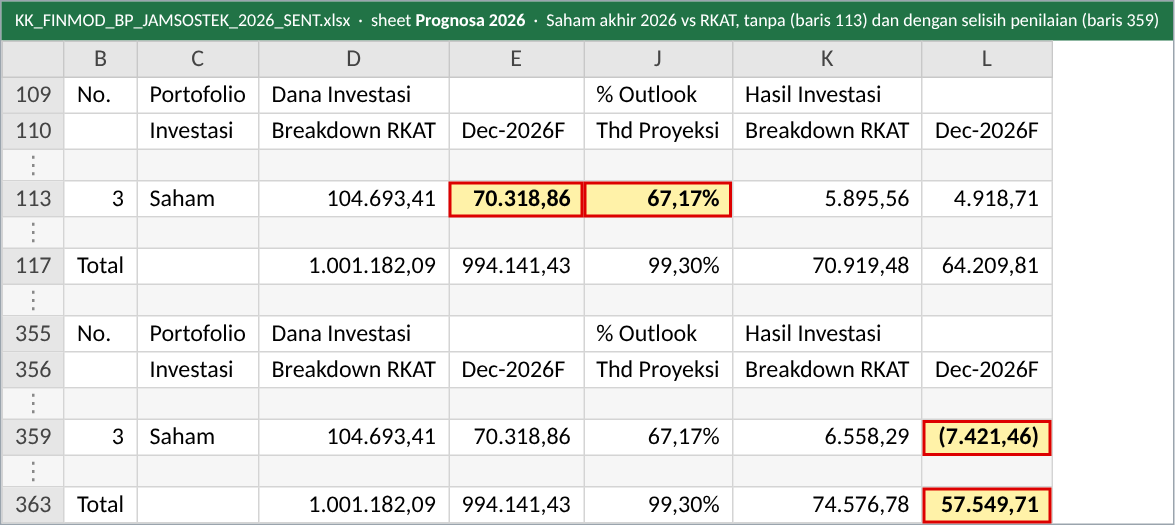 KK_FINMOD_BP_JAMSOSTEK_2026_SENT.xlsx · sheet Prognosa 2026 · Saham akhir 2026 vs RKAT, tanpa (baris 113) dan dengan selisih penilaian (baris 359)
B C D E J K L
109 No. Portofolio Dana Investasi % Outlook Hasil Investasi
110 Investasi Breakdown RKAT Dec-2026F Thd Proyeksi Breakdown RKAT Dec-2026F
⋮
113 3 Saham 104.693,41 70.318,86 67,17% 5.895,56 4.918,71
⋮
117 Total 1.001.182,09 994.141,43 99,30% 70.919,48 64.209,81
⋮
355 No. Portofolio Dana Investasi % Outlook Hasil Investasi
356 Investasi Breakdown RKAT Dec-2026F Thd Proyeksi Breakdown RKAT Dec-2026F
⋮
359 3 Saham 104.693,41 70.318,86 67,17% 6.558,29 (7.421,46)
⋮
363 Total 1.001.182,09 994.141,43 99,30% 74.576,78 57.549,71